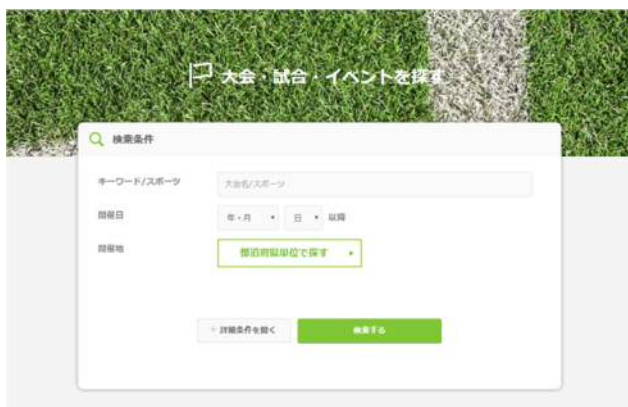 大会・試合・イベントを探す
検索条件
キーワード/スポーツ
大会名/スポーツ
開催日
年・月
日
以降
開催地
都道府県単位で探す
+ 詳細条件を開く
検索する